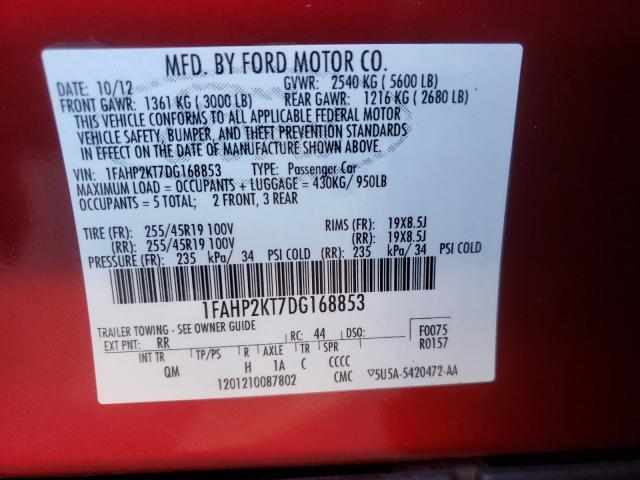 MFD. BY FORD MOTOR CO.
DATE: 10/12 GVWR: 2540 KG (5600 LB)
FRONT GAWR: 1361 KG (3000 LB) REAR GAWR: 1216 KG (2680 LB)
THIS VEHICLE CONFORMS TO ALL APPLICABLE FEDERAL MOTOR
VEHICLE SAFETY, BUMPER, AND THEFT PREVENTION STANDARDS
IN EFFECT ON THE DATE OF MANUFACTURE SHOWN ABOVE.
VIN: 1FAHP2KT7DG168853 TYPE: Passenger Car
MAXIMUM LOAD = OCCUPANTS + LUGGAGE = 430KG/ 950LB
OCCUPANTS = 5 TOTAL; 2 FRONT, 3 REAR
TIRE (FR): 255/45R19 100V RIMS (FR): 19X8.5J
(RR): 255/45R19 100V (RR): 19X8.5J
PRESSURE (FR): 235 kPa/ 34 PSI COLD (RR): 235 kPa/ 34 PSI COLD
1FAHP2KT7DG168853
TRAILER TOWING - SEE OWNER GUIDE
EXT PNT: RR RC: 44 DSO: F0075
R0157
INT TR TP/PS R AXLE TR SPR
QM H 1A C CCCC
1201210087802 CMC ▽5U5A-5420472-AA